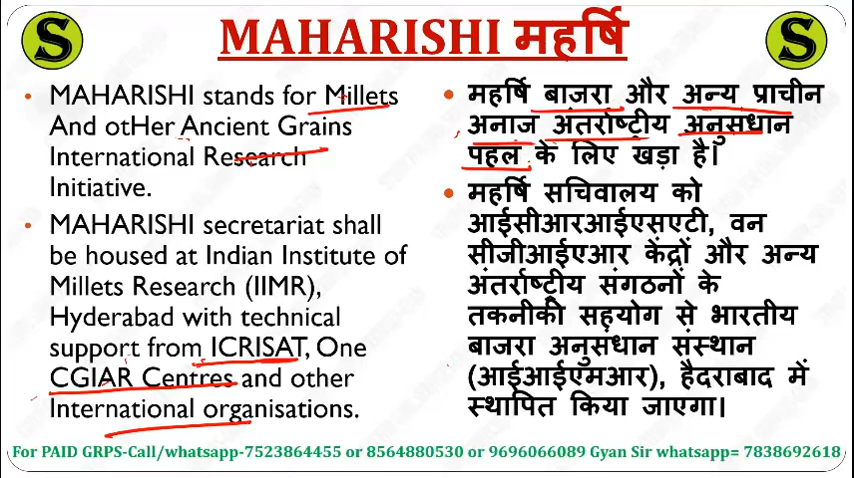 S
MAHARISHI महर्षि
S
• MAHARISHI stands for Millets
And otHer Ancient Grains
International Research
Initiative.
• MAHARISHI secretariat shall
be housed at Indian Institute of
Millets Research (IIMR),
Hyderabad with technical
support from ICRISAT, One
CGIAR Centres and other
International organisations.
• महर्षि बाजरा और अन्य प्राचीन
अनाज अंतर्राष्ट्रीय अनुसंधान
पहल के लिए खड़ा है।
• महर्षि सचिवालय को
आईसीआरआईएसएटी, वन
सीजीआईएआर केंद्रों और अन्य
अंतर्राष्ट्रीय संगठनों के
तकनीकी सहयोग से भारतीय
बाजरा अनुसंधान संस्थान
(आईआईएमआर), हैदराबाद में
स्थापित किया जाएगा।
For PAID GRPS-Call/whatsapp-7523864455 or 8564880530 or 9696066089 Gyan Sir whatsapp= 7838692618